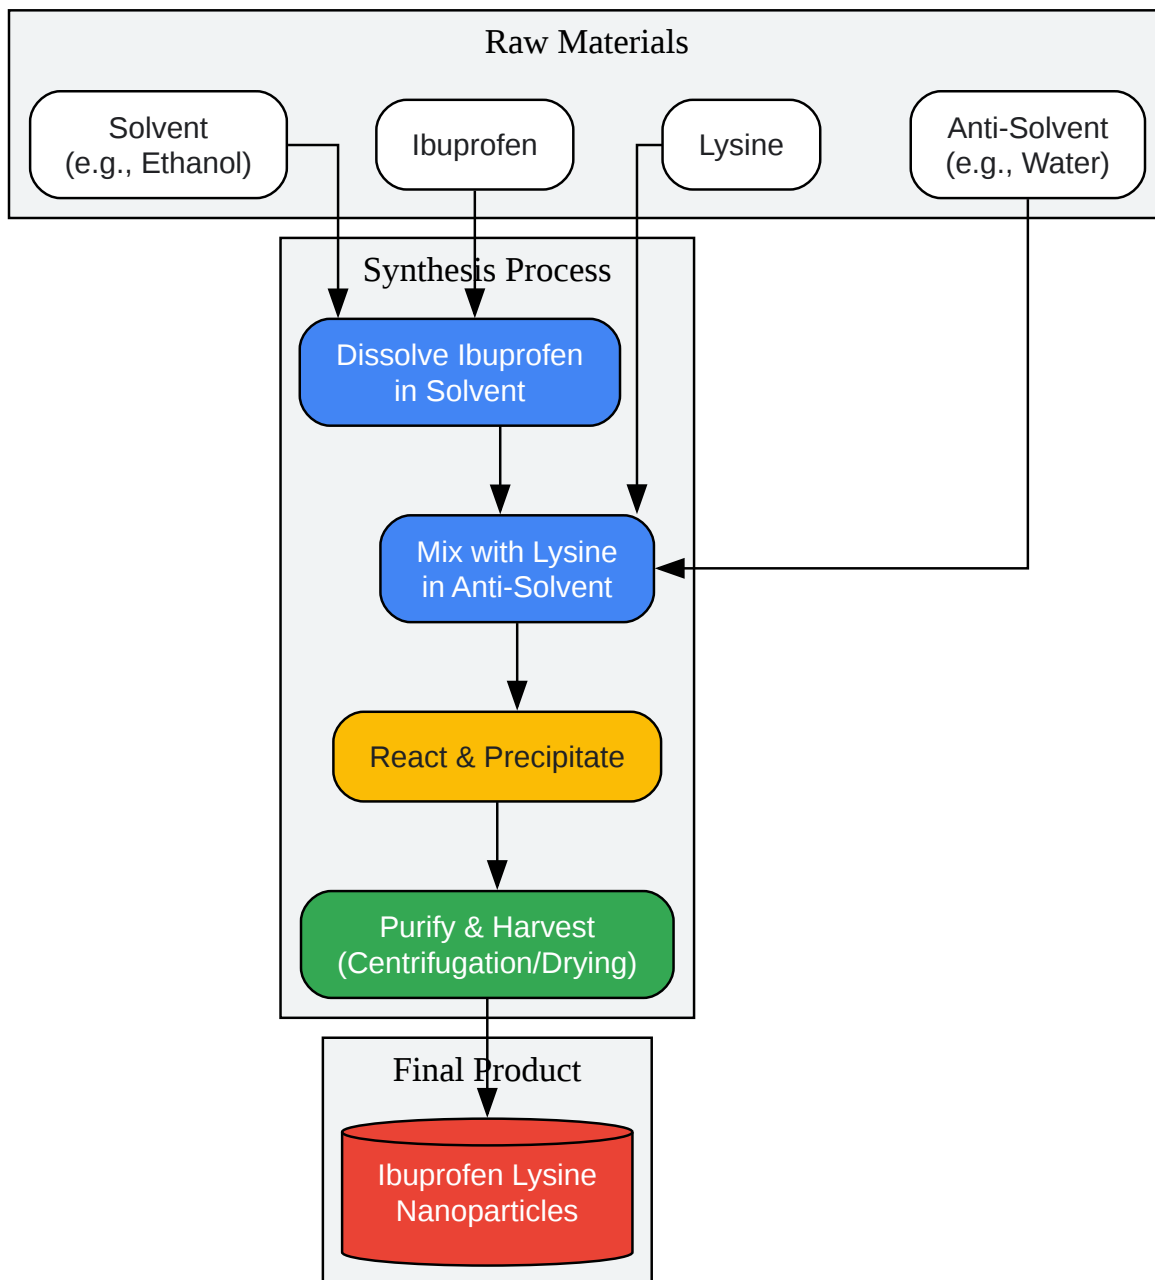 Raw Materials
Solvent
(e.g., Ethanol)
Ibuprofen
Lysine
Anti-Solvent
(e.g., Water)
Synthesis Process
Dissolve Ibuprofen
in Solvent
Mix with Lysine
in Anti-Solvent
React & Precipitate
Purify & Harvest
(Centrifugation/Drying)
Final Product
Ibuprofen Lysine
Nanoparticles